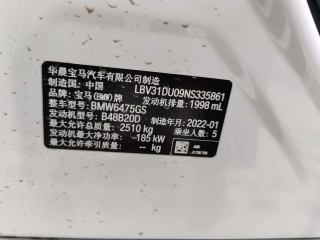 华晨宝马汽车有限公司制造
制造国：中国 LBV31DU09NS335861
品牌：宝马(BMW)牌 发动机排量：1998 mL
整车型号：BMW6475GS
发动机型号：B48B20D 制造年月：2022-01
最大允许总质量：2510 kg 乘坐人数：5
发动机最大净功率：185 kW
最大允许牵引质量：- kg